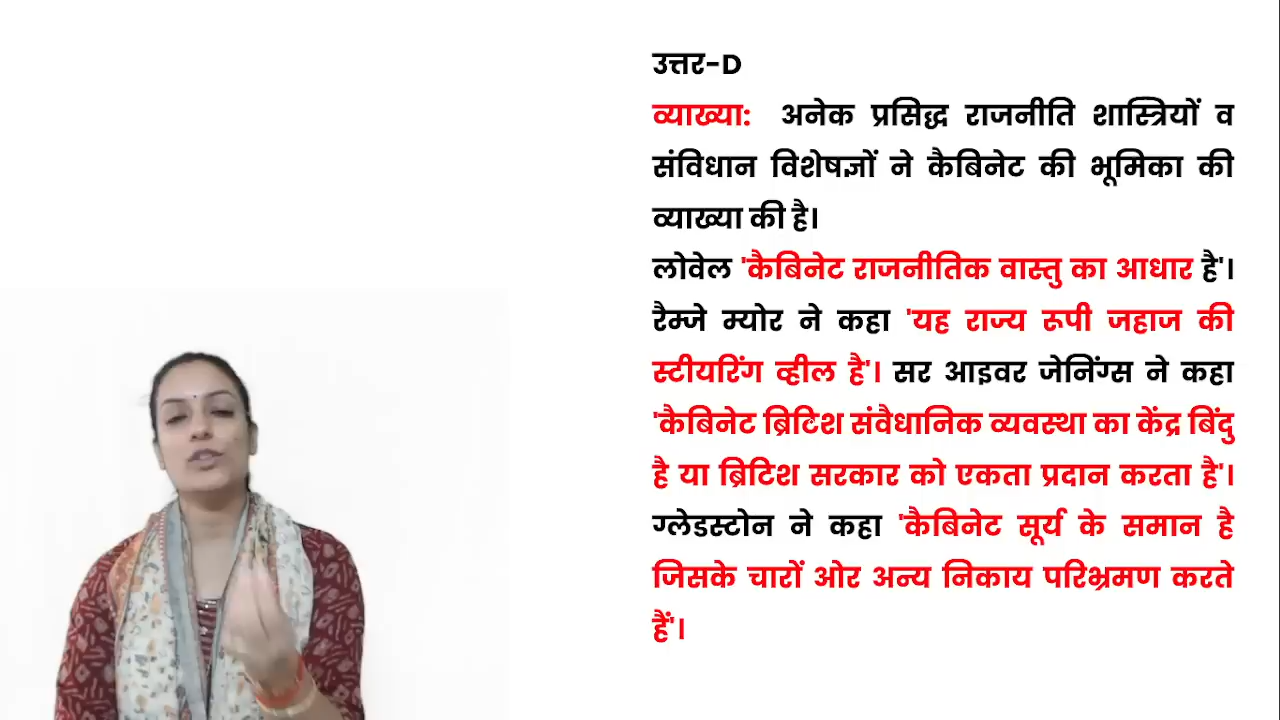 उत्तर-D
व्याख्या: अनेक प्रसिद्ध राजनीति शास्त्रियों व
संविधान विशेषज्ञों ने कैबिनेट की भूमिका की
व्याख्या की है।
लोवेल 'कैबिनेट राजनीतिक वास्तु का आधार है'।
रैम्जे म्योर ने कहा 'यह राज्य रूपी जहाज की
स्टीयरिंग व्हील है'। सर आइवर जेनिंग्स ने कहा
'कैबिनेट ब्रिटिश संवैधानिक व्यवस्था का केंद्र बिंदु
है या ब्रिटिश सरकार को एकता प्रदान करता है'।
ग्लेडस्टोन ने कहा 'कैबिनेट सूर्य के समान है
जिसके चारों ओर अन्य निकाय परिभ्रमण करते
हैं'।